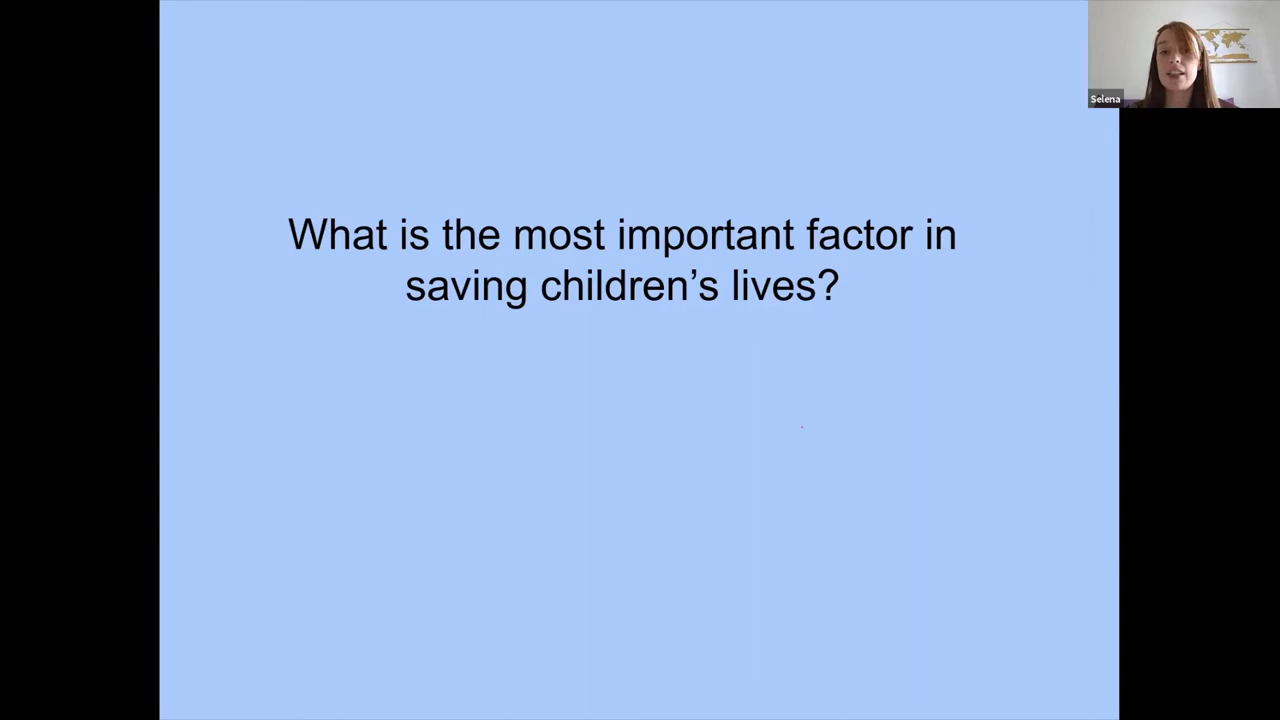 What is the most important factor in
saving children’s lives?
Selena